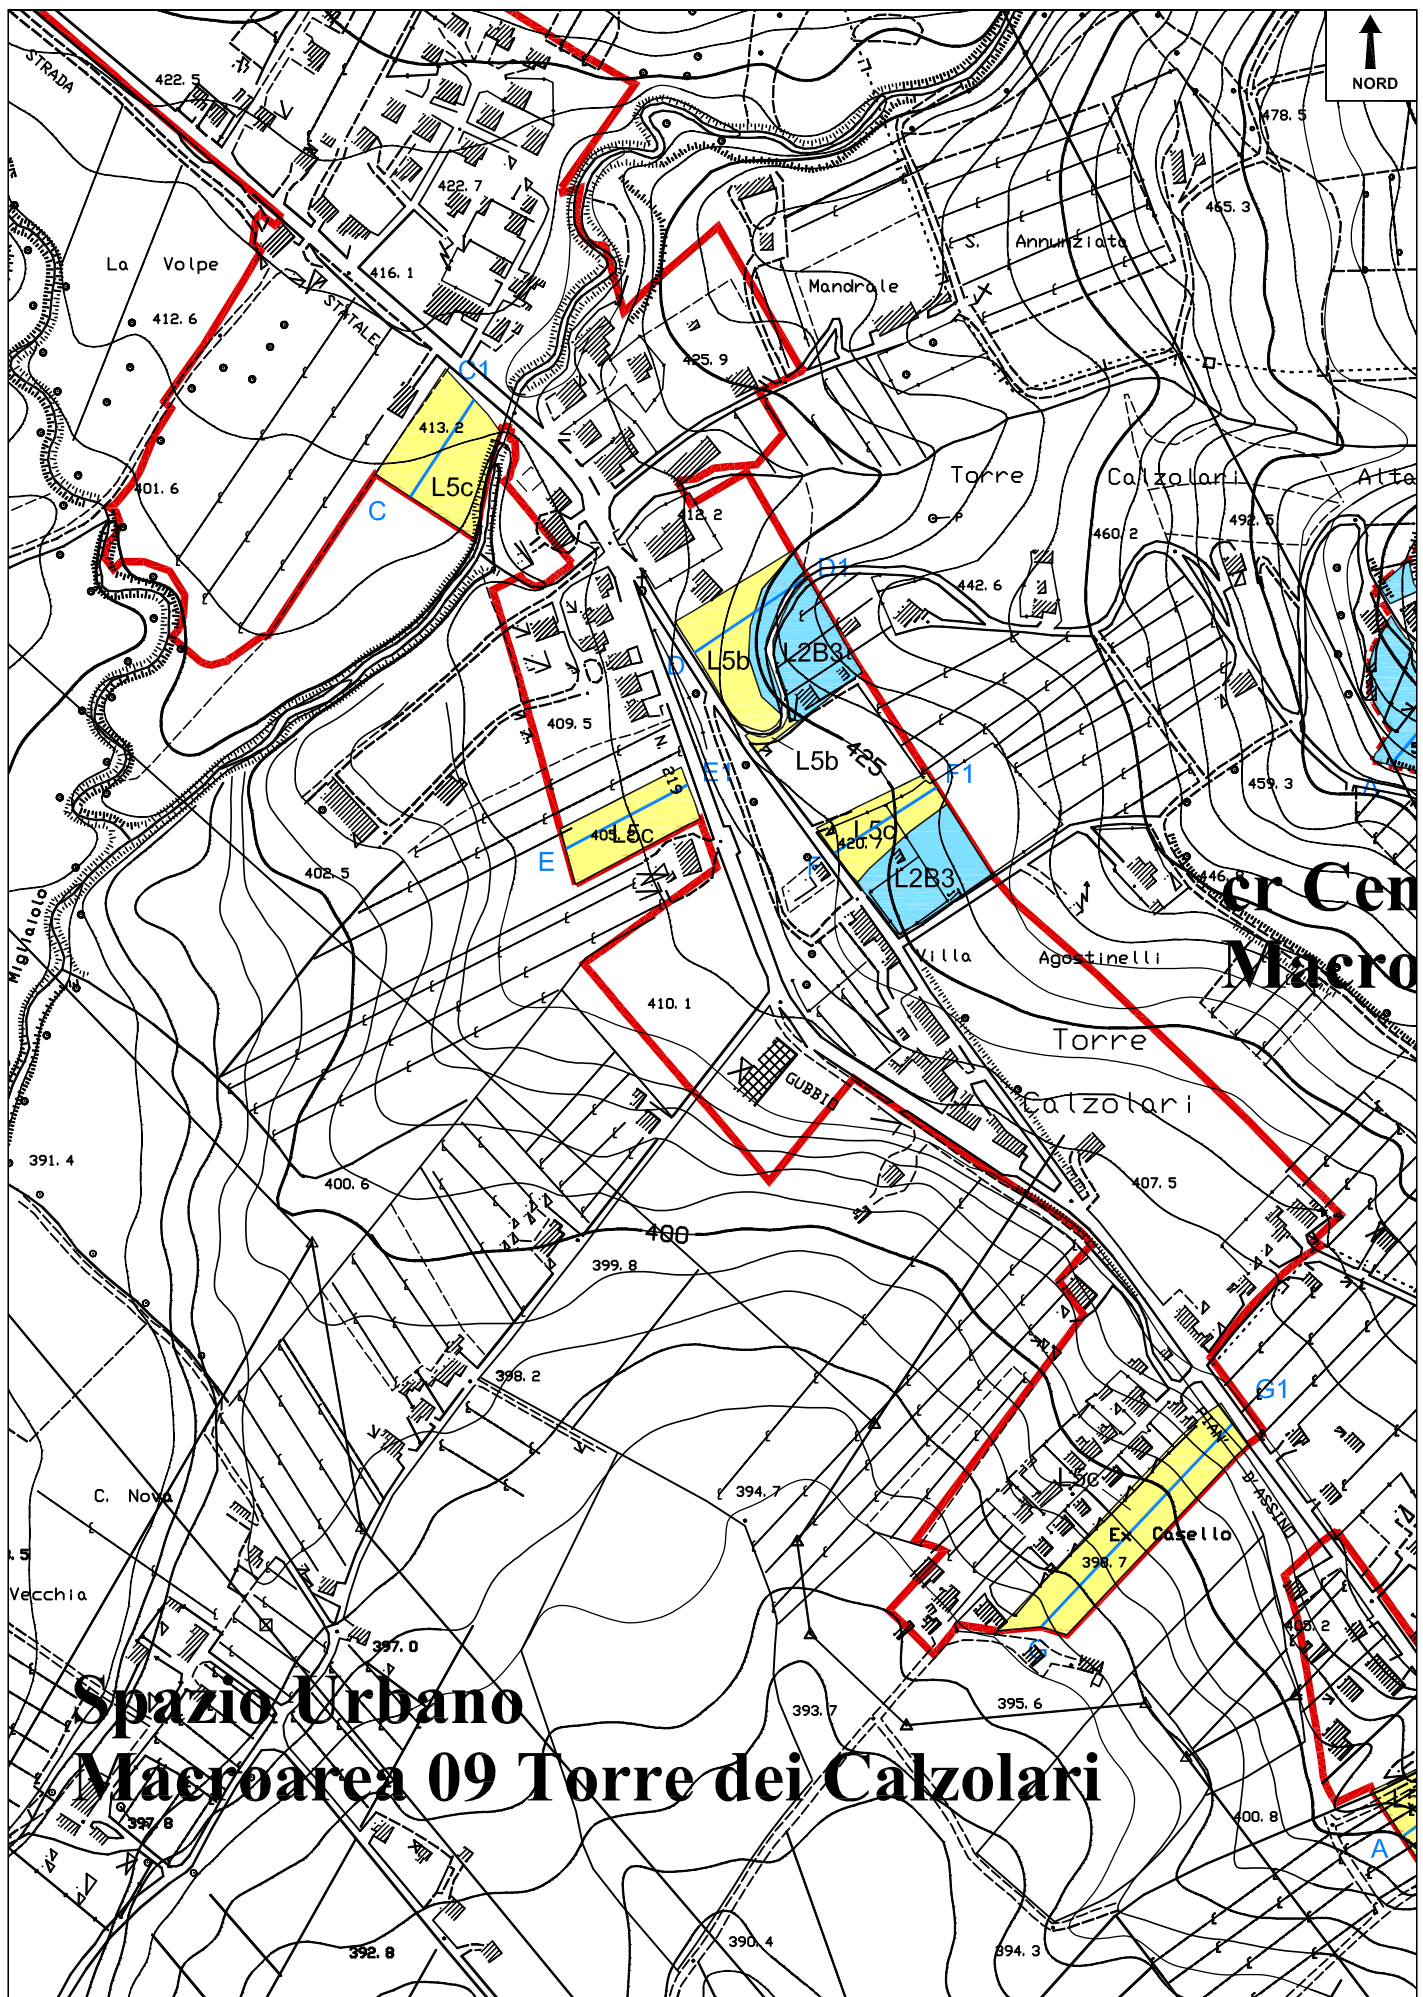 NORD
STRADA
422. 5
478. 5
422. 7
465. 3
S. Annunziata
La Volpe
416. 1
Mandrale
STATALE
412. 6
425. 9
C1
413. 2
Torre Calzolari Alta
401. 6
L5c
C
412. 2
P
492. 5
460. 2
D1
442. 6
L5b
L2B3
D
409. 5
N. 219
E1
L5b
425
F1
459. 3
A
405. 2
L5c
L5c
420. 7
E
F
402. 5
L2B3
446. 8
cr Cen
Macro
Migliaiolo
Villa Agostinelli
410. 1
Torre
GUBBIO
Calzolari
391. 4
400. 6
407. 5
400
399. 8
398. 2
G1
PIAN
L5c
D'ASSINO
394. 7
C. Nova
Ex Casello
398. 7
Vecchia
405. 2
397. 0
G
Spazio Urbano
395. 6
393. 7
Macroarea 09 Torre dei Calzolari
397. 8
400. 8
A
392. 8
390. 4
394. 3